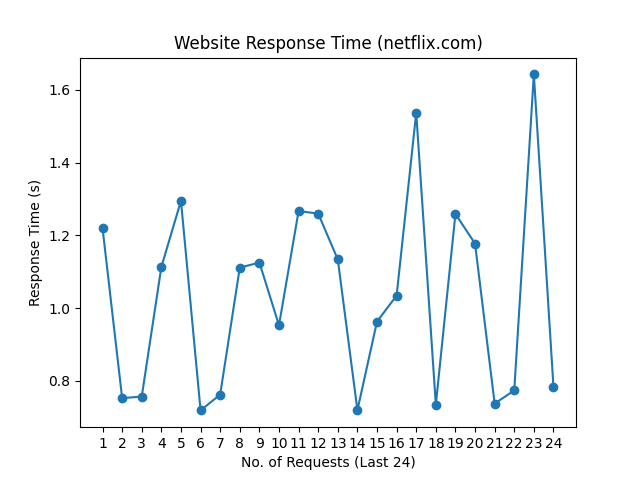 Website Response Time (netflix.com)
1.6
1.4
1.2
1.0
0.8
Response Time (s)
1 2 3 4 5 6 7 8 9 10 11 12 13 14 15 16 17 18 19 20 21 22 23 24
No. of Requests (Last 24)